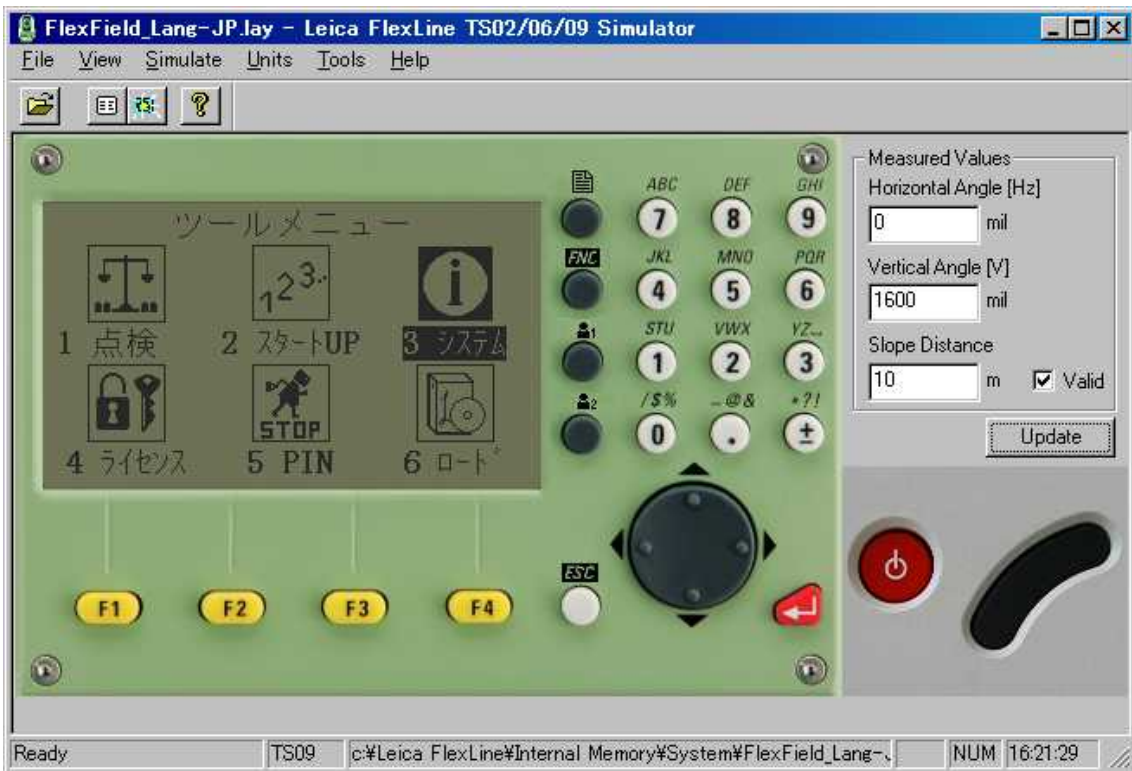 FlexField_Lang-JP.lay - Leica FlexLine TS02/06/09 Simulator
File View Simulate Units Tools Help
ツールメニュー
1 点検 2 スタートUP 3 システム
STOP
4 ライセンス 5 PIN 6 ロード
F1 F2 F3 F4
ABC DEF GHI
7 8 9
FNC JKL MNO PQR
4 5 6
1 STU VWX YZ
1 2 3
2 /$% _@& *?!
0 . ±
ESC
Measured Values
Horizontal Angle [Hz]
0 mil
Vertical Angle [V]
1600 mil
Slope Distance
10 m Valid
Update
Ready TS09 c:¥Leica FlexLine¥Internal Memory¥System¥FlexField_Lang- NUM 16:21:29